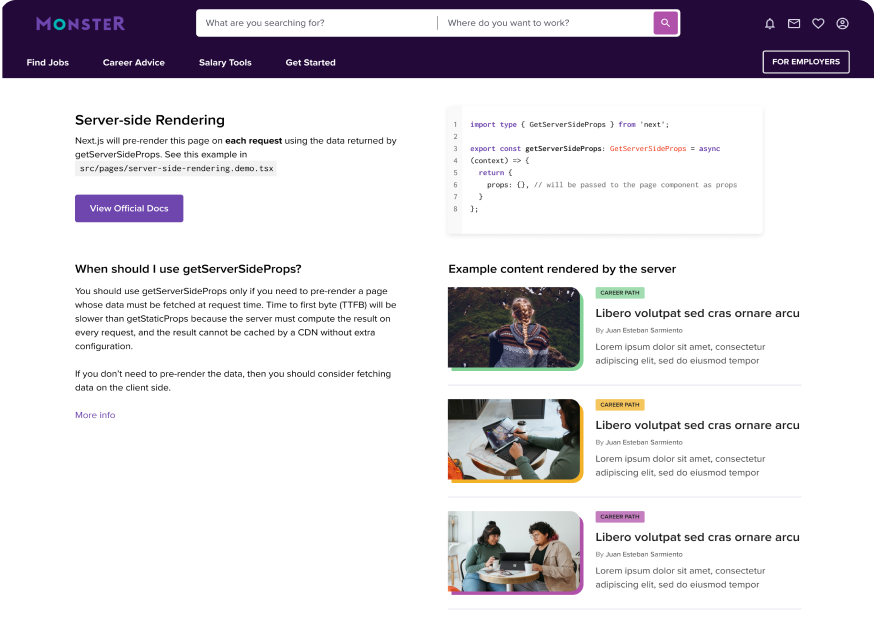 MONSTER
What are you searching for?
Where do you want to work?
Find Jobs
Career Advice
Salary Tools
Get Started
FOR EMPLOYERS
Server-side Rendering
Next.js will pre-render this page on each request using the data returned by
getServerSideProps. See this example in
src/pages/server-side-rendering.demo.tsx
View Official Docs
1 import type { GetServerSideProps } from 'next';
2
3 export const getServerSideProps: GetServerSideProps = async
4 (context) => {
5 return {
6 props: {}, // will be passed to the page component as props
7 }
8 };
When should I use getServerSideProps?
You should use getServerSideProps only if you need to pre-render a page
whose data must be fetched at request time. Time to first byte (TTFB) will be
slower than getStaticProps because the server must compute the result on
every request, and the result cannot be cached by a CDN without extra
configuration.
If you don't need to pre-render the data, then you should consider fetching
data on the client side.
More info
Example content rendered by the server
CAREER PATH
Libero volutpat sed cras ornare arcu
By Juan Esteban Sarmiento
Lorem ipsum dolor sit amet, consectetur
adipiscing elit, sed do eiusmod tempor
CAREER PATH
Libero volutpat sed cras ornare arcu
By Juan Esteban Sarmiento
Lorem ipsum dolor sit amet, consectetur
adipiscing elit, sed do eiusmod tempor
CAREER PATH
Libero volutpat sed cras ornare arcu
By Juan Esteban Sarmiento
Lorem ipsum dolor sit amet, consectetur
adipiscing elit, sed do eiusmod tempor